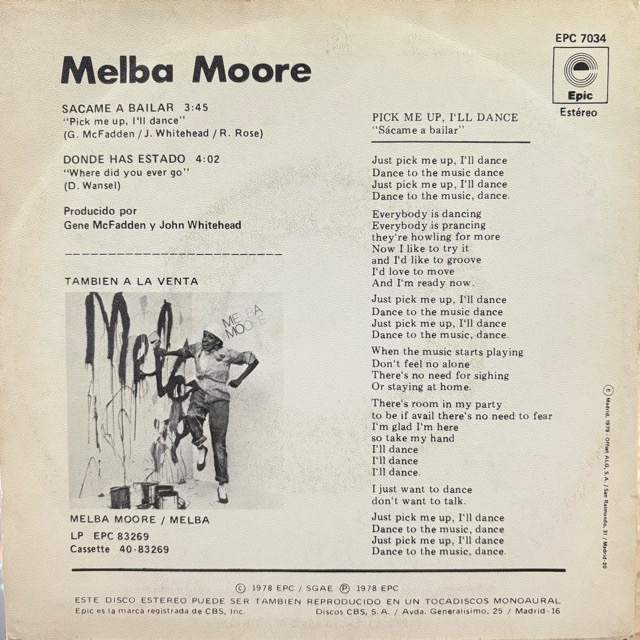 EPC 7034
Melba Moore
Epic
Estéreo
SACAME A BAILAR 3:45
"Pick me up, I'll dance"
(G. McFadden / J. Whitehead / R. Rose)
DONDE HAS ESTADO 4:02
"Where did you ever go"
(D. Wansel)
Producido por
Gene McFadden y John Whitehead
TAMBIEN A LA VENTA
Melba
MELBA
MOORE
MELBA MOORE / MELBA
LP EPC 83269
Cassette 40-83269
PICK ME UP, I'LL DANCE
"Sácame a bailar"
Just pick me up, I'll dance
Dance to the music dance
Just pick me up, I'll dance
Dance to the music, dance.
Everybody is dancing
Everybody is prancing
they're howling for more
Now I like to try it
and I'd like to groove
I'd love to move
And I'm ready now.
Just pick me up, I'll dance
Dance to the music dance
Just pick me up, I'll dance
Dance to the music, dance.
When the music starts playing
Don't feel no alone
There's no need for sighing
Or staying at home.
There's room in my party
to be if avail there's no need to fear
I'm glad I'm here
so take my hand
I'll dance
I'll dance
I'll dance.
I just want to dance
don't want to talk.
Just pick me up, I'll dance
Dance to the music, dance
Just pick me up, I'll dance
Dance to the music, dance.
Ⓔ Madrid, 1979 - Offset ALG, S.A. / San Raimundo, 31 / Madrid-20
© 1978 EPC / SGAE Ⓟ 1978 EPC
ESTE DISCO ESTEREO PUEDE SER TAMBIEN REPRODUCIDO EN UN TOCADISCOS MONOAURAL
Epic es la marca registrada de CBS, Inc. Discos CBS, S.A. / Avda. Generalísimo, 25 / Madrid-16